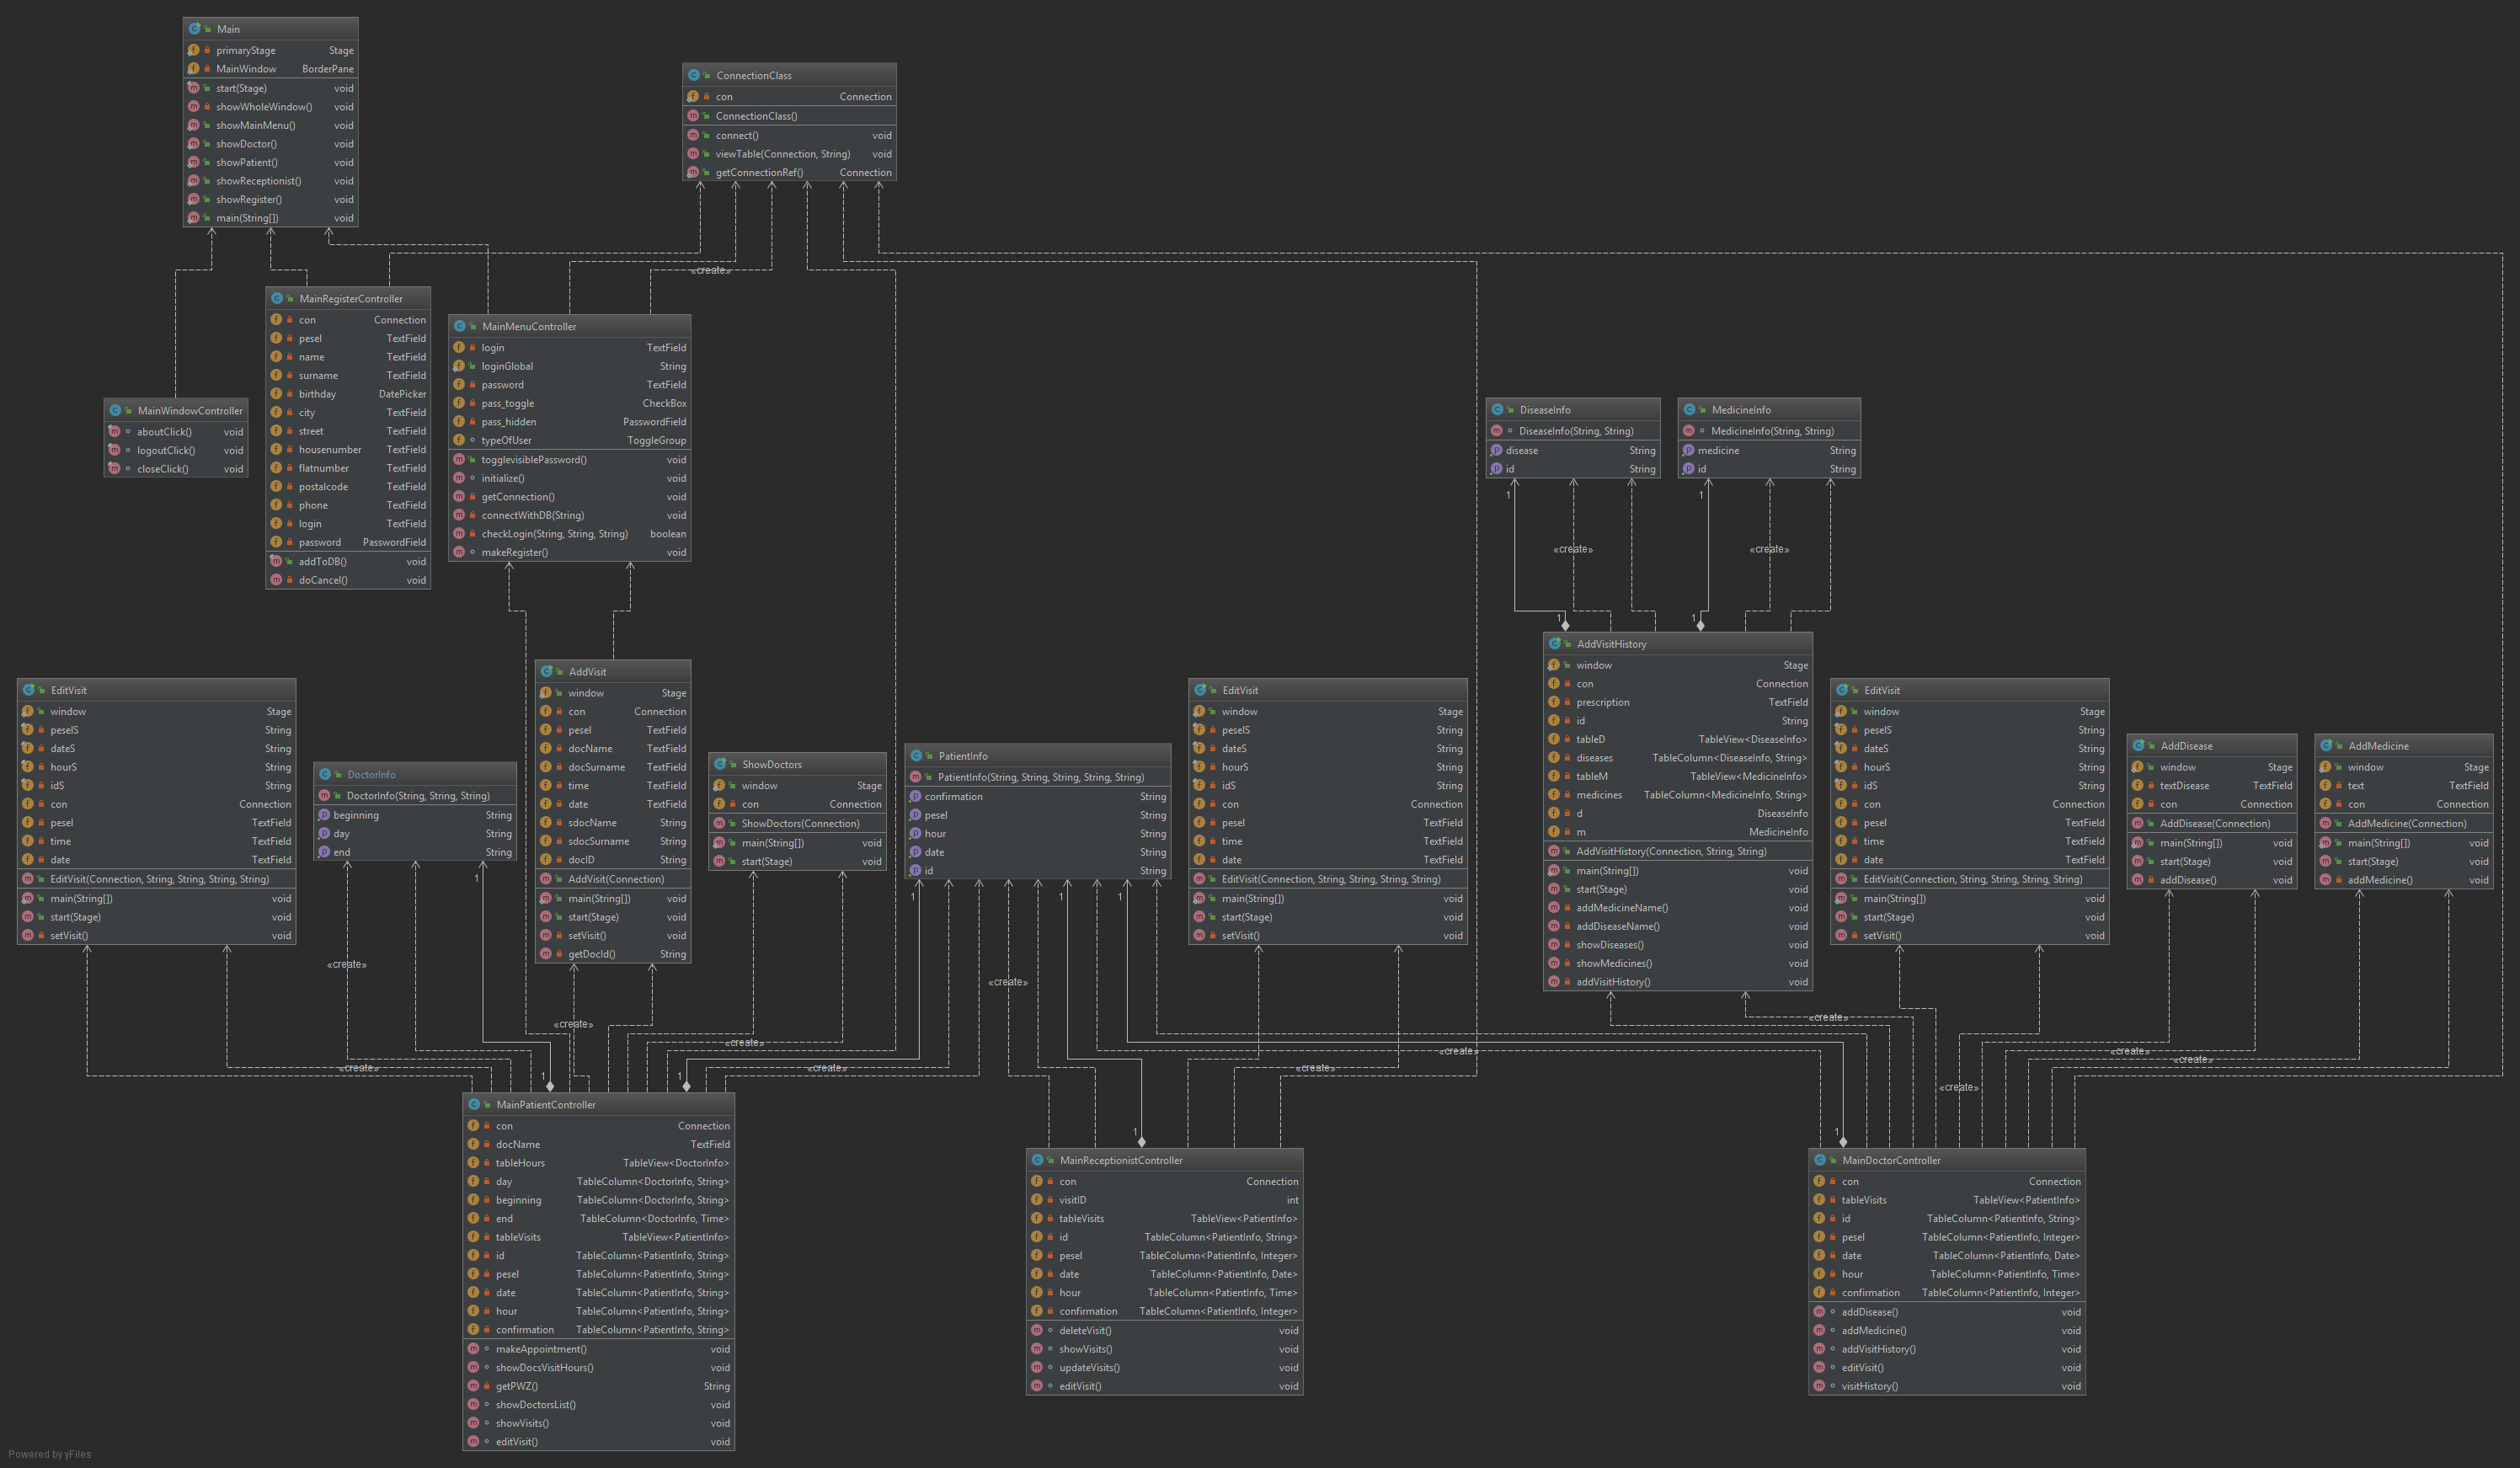 Main
primaryStage Stage
MainWindow BorderPane
start(Stage) void
showWholeWindow() void
showMainMenu() void
showDoctor() void
showPatient() void
showReceptionist() void
showRegister() void
main(String[]) void
ConnectionClass
con Connection
ConnectionClass()
connect() void
viewTable(Connection, String) void
getConnectionRef() Connection
«create»
MainRegisterController
con Connection
pesel TextField
name TextField
surname TextField
birthday DatePicker
city TextField
street TextField
housenumber TextField
flatnumber TextField
postalcode TextField
phone TextField
login TextField
password PasswordField
addToDB() void
doCancel() void
MainMenuController
login TextField
loginGlobal String
password TextField
pass_toggle CheckBox
pass_hidden PasswordField
typeOfUser ToggleGroup
togglevisiblePassword() void
initialize() void
getConnection() void
connectWithDB(String) void
checkLogin(String, String, String) boolean
makeRegister() void
MainWindowController
aboutClick() void
logoutClick() void
closeClick() void
DiseaseInfo
DiseaseInfo(String, String)
disease String
id String
MedicineInfo
MedicineInfo(String, String)
medicine String
id String
1
1
«create»
«create»
1
1
EditVisit
window Stage
peselS String
dateS String
hourS String
idS String
con Connection
pesel TextField
time TextField
date TextField
EditVisit(Connection, String, String, String, String)
main(String[]) void
start(Stage) void
setVisit() void
DoctorInfo
DoctorInfo(String, String, String)
beginning String
day String
end String
AddVisit
window Stage
con Connection
pesel TextField
docName TextField
docSurname TextField
time TextField
date TextField
sdocName String
sdocSurname String
docID String
AddVisit(Connection)
main(String[]) void
start(Stage) void
setVisit() void
getDocId() String
ShowDoctors
window Stage
con Connection
ShowDoctors(Connection)
main(String[]) void
start(Stage) void
PatientInfo
PatientInfo(String, String, String, String, String)
confirmation String
pesel String
hour String
date String
id String
EditVisit
window Stage
peselS String
dateS String
hourS String
idS String
con Connection
pesel TextField
time TextField
date TextField
EditVisit(Connection, String, String, String, String)
main(String[]) void
start(Stage) void
setVisit() void
AddVisitHistory
window Stage
con Connection
prescription TextField
id String
tableD TableView<DiseaseInfo>
diseases TableColumn<DiseaseInfo, String>
tableM TableView<MedicineInfo>
medicines TableColumn<MedicineInfo, String>
d DiseaseInfo
m MedicineInfo
AddVisitHistory(Connection, String, String)
main(String[]) void
start(Stage) void
addMedicineName() void
addDiseaseName() void
showDiseases() void
showMedicines() void
addVisitHistory() void
EditVisit
window Stage
peselS String
dateS String
hourS String
idS String
con Connection
pesel TextField
time TextField
date TextField
EditVisit(Connection, String, String, String, String)
main(String[]) void
start(Stage) void
setVisit() void
AddDisease
window Stage
textDisease TextField
con Connection
AddDisease(Connection)
main(String[]) void
start(Stage) void
addDisease() void
AddMedicine
window Stage
text TextField
con Connection
AddMedicine(Connection)
main(String[]) void
start(Stage) void
addMedicine() void
1
1
1
1
«create»
«create»
«create»
«create»
«create»
«create»
«create»
«create»
«create»
«create»
«create»
«create»
1
1
1
1
«create»
MainPatientController
con Connection
docName TextField
tableHours TableView<DoctorInfo>
day TableColumn<DoctorInfo, String>
beginning TableColumn<DoctorInfo, String>
end TableColumn<DoctorInfo, Time>
tableVisits TableView<PatientInfo>
id TableColumn<PatientInfo, String>
pesel TableColumn<PatientInfo, String>
date TableColumn<PatientInfo, String>
hour TableColumn<PatientInfo, String>
confirmation TableColumn<PatientInfo, String>
makeAppointment() void
showDocsVisitHours() void
getPWZ() String
showDoctorsList() void
showVisits() void
editVisit() void
MainReceptionistController
con Connection
visitID int
tableVisits TableView<PatientInfo>
id TableColumn<PatientInfo, String>
pesel TableColumn<PatientInfo, Integer>
date TableColumn<PatientInfo, Date>
hour TableColumn<PatientInfo, Time>
confirmation TableColumn<PatientInfo, Integer>
deleteVisit() void
showVisits() void
updateVisits() void
editVisit() void
MainDoctorController
con Connection
tableVisits TableView<PatientInfo>
id TableColumn<PatientInfo, String>
pesel TableColumn<PatientInfo, Integer>
date TableColumn<PatientInfo, Date>
hour TableColumn<PatientInfo, Time>
confirmation TableColumn<PatientInfo, Integer>
addDisease() void
addMedicine() void
addVisitHistory() void
editVisit() void
visitHistory() void
Powered by yFiles